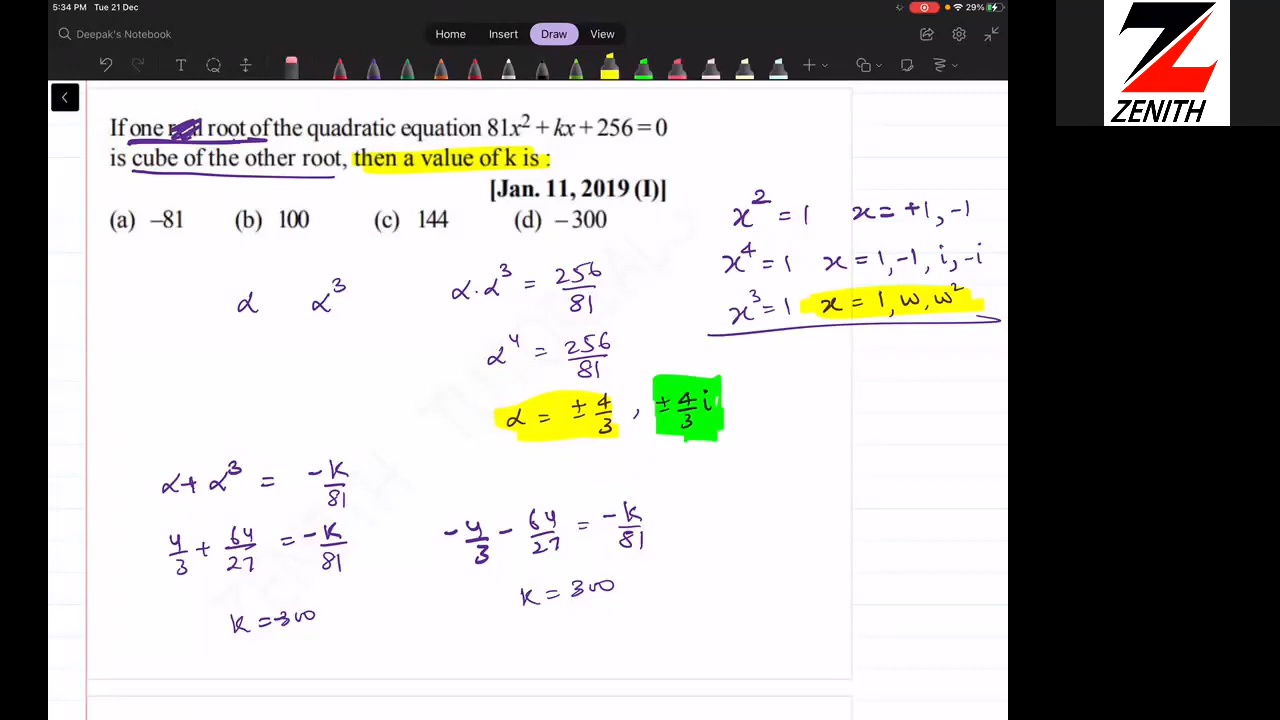 5:34 PM Tue 21 Dec
29%
Deepak's Notebook
Home Insert Draw View
ZENITH
If one root of the quadratic equation 81x² + kx + 256 = 0
is cube of the other root, then a value of k is :
[Jan. 11, 2019 (I)]
(a) –81 (b) 100 (c) 144 (d) – 300
x² = 1 x = +1, -1
x⁴ = 1 x = 1, -1, i, -i
x³ = 1 x = 1, w, w²
α α³
α·α³ = 256/81
α⁴ = 256/81
α = ± 4/3 , ± 4/3 i
α + α³ = -k/81
4/3 + 64/27 = -k/81
k = -300
-4/3 - 64/27 = -k/81
k = 300